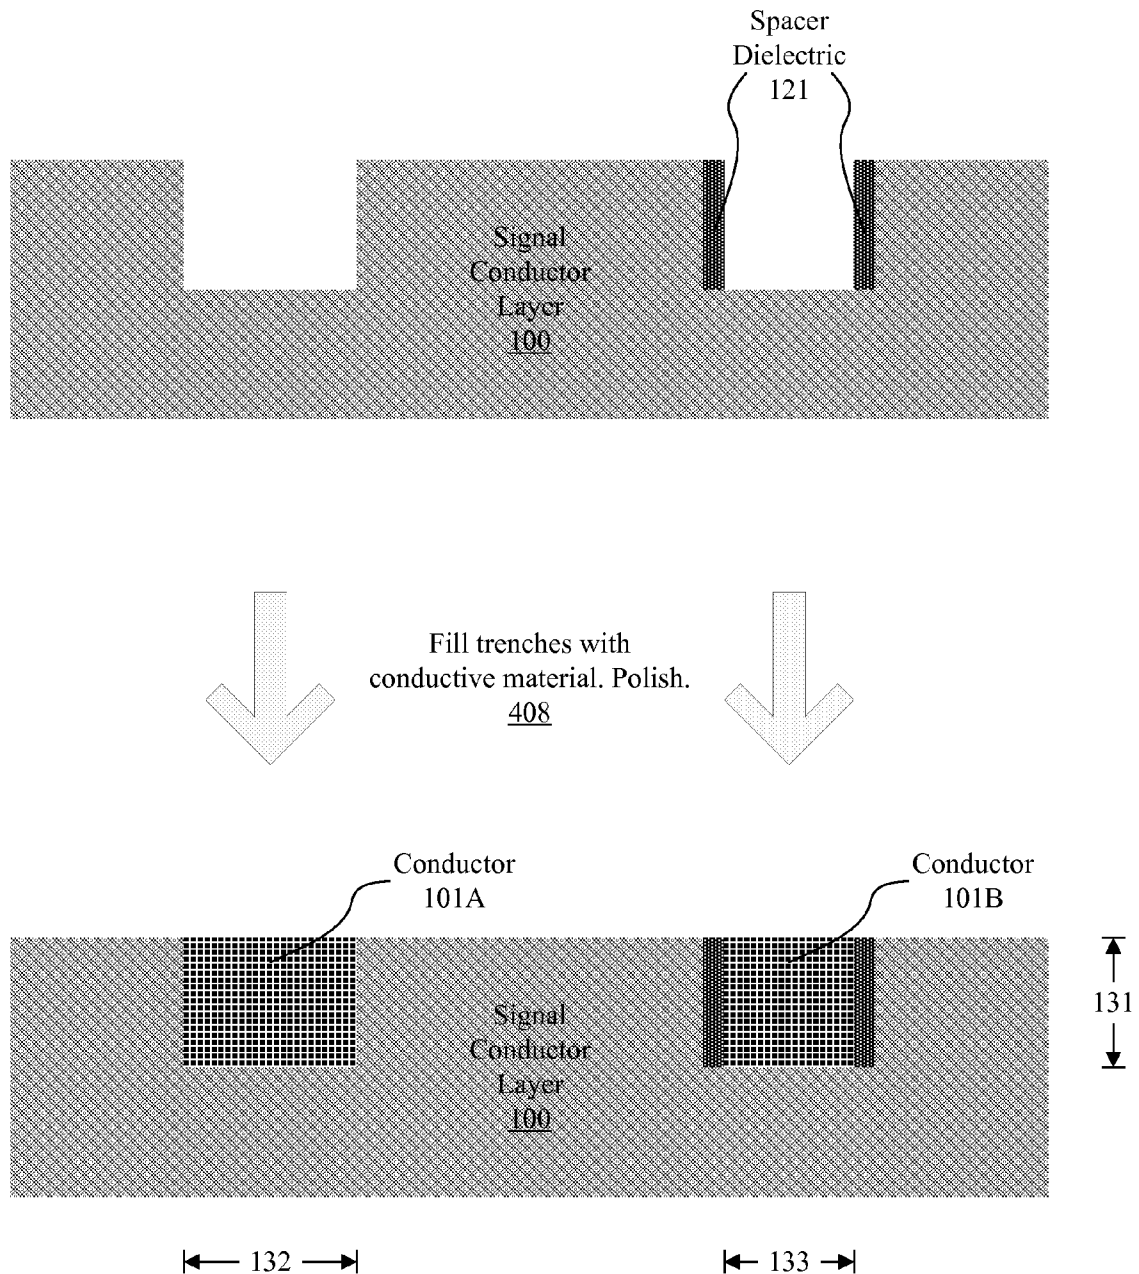 Spacer
Dielectric
121
Signal
Conductor
Layer
100
Fill trenches with
conductive material. Polish.
408
Conductor
101A
Conductor
101B
Signal
Conductor
Layer
100
131
132
133